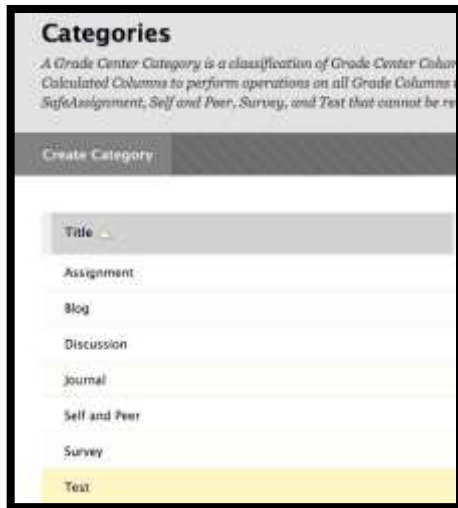 Categories
A Grade Center Category is a classification of Grade Center Colum
Calculated Columns to perform operations on all Grade Columns
SafeAssignment, Self and Peer, Survey, and Test that cannot be re
Create Category
Title
Assignment
Blog
Discussion
Journal
Self and Peer
Survey
Test